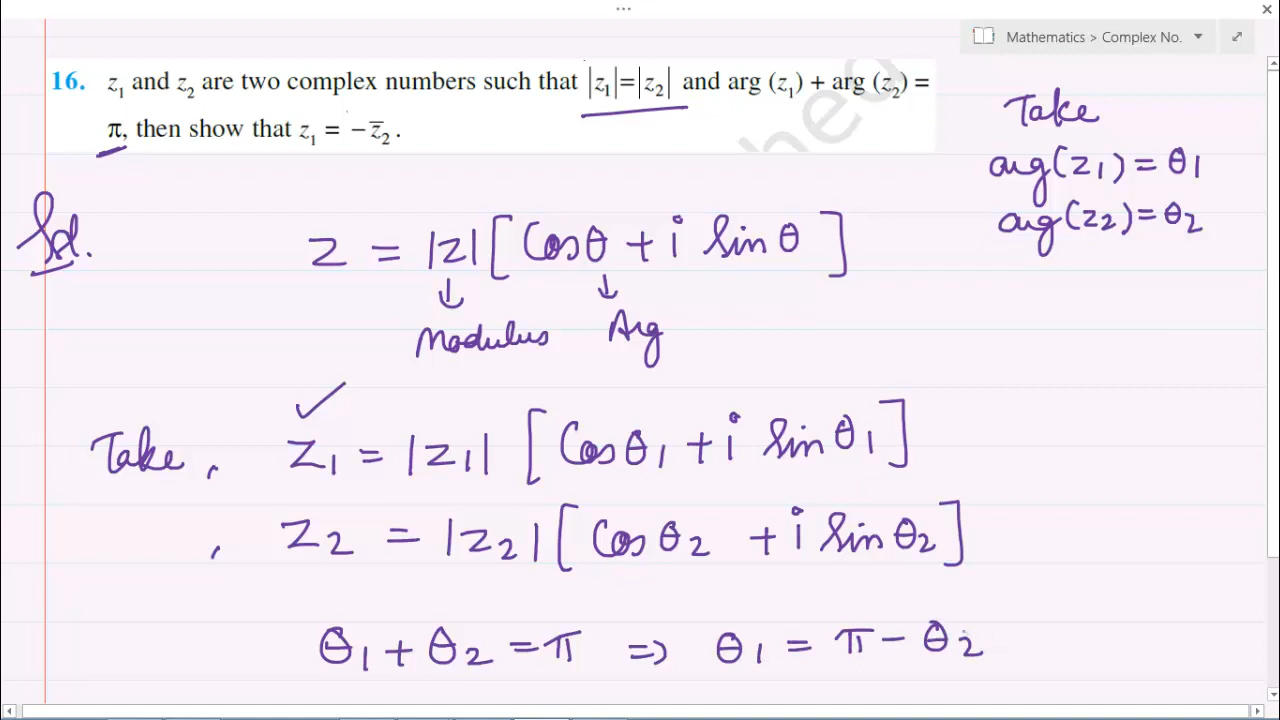 ...
Mathematics > Complex No.
16. z₁ and z₂ are two complex numbers such that |z₁|=|z₂| and arg (z₁) + arg (z₂) =
π, then show that z₁ = − z̅₂ .
Take
arg(z1) = θ1
arg(z2) = θ2
Sol.
z = |z| [ Cosθ + i Sinθ ]
↓ ↓
Modulus Arg
Take, z1 = |z1| [ Cosθ1 + i Sinθ1 ]
, z2 = |z2| [ Cosθ2 + i Sinθ2 ]
θ1 + θ2 = π => θ1 = π − θ2